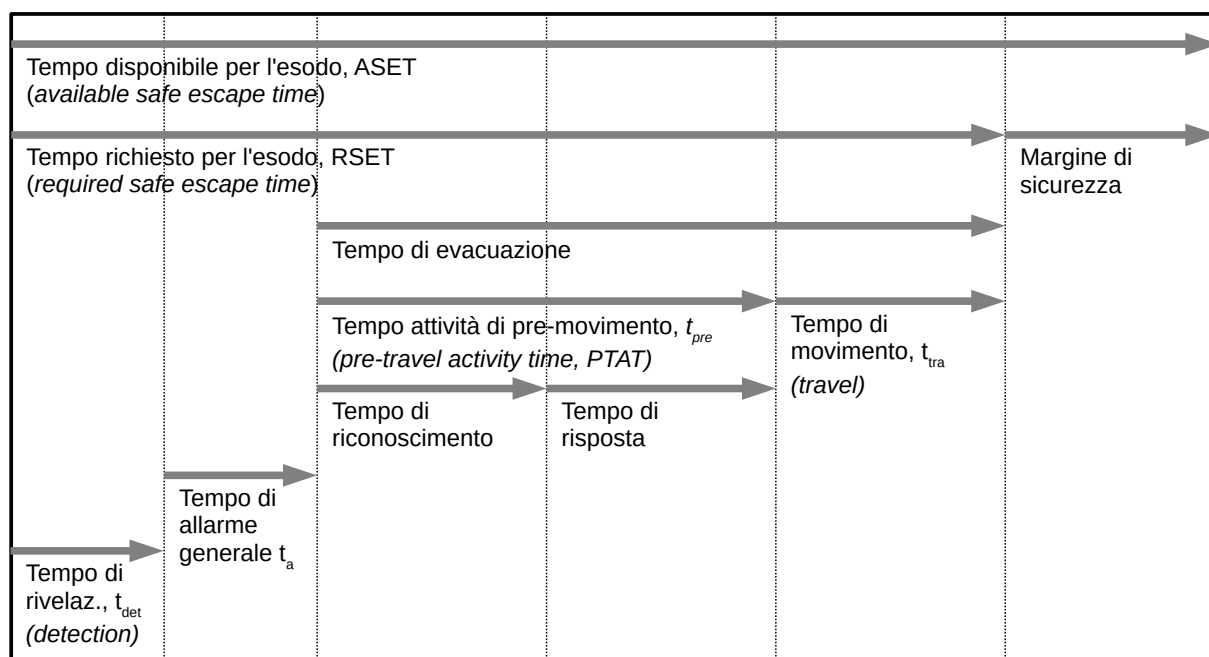 Tempo disponibile per l'esodo, ASET
(available safe escape time)
Tempo richiesto per l'esodo, RSET
(required safe escape time)
Margine di
sicurezza
Tempo di evacuazione
Tempo attività di pre-movimento, tpre
(pre-travel activity time, PTAT)
Tempo di
movimento, ttra
(travel)
Tempo di
riconoscimento
Tempo di
risposta
Tempo di
allarme
generale ta
Tempo di
rivelaz., tdet
(detection)